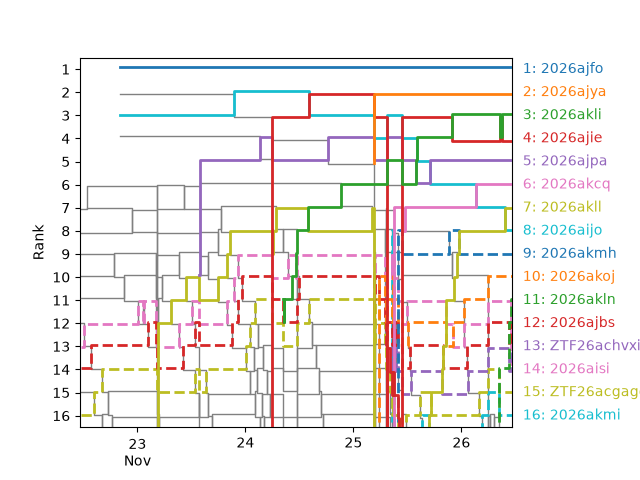 1: 2026ajfo
2: 2026ajya
3: 2026akli
4: 2026ajie
5: 2026ajpa
6: 2026akcq
7: 2026akll
8: 2026aijo
9: 2026akmh
10: 2026akoj
11: 2026akln
12: 2026ajbs
13: ZTF26achvxi
14: 2026aisi
15: ZTF26acgag
16: 2026akmi
Rank
1
2
3
4
5
6
7
8
9
10
11
12
13
14
15
16
23
24
25
26
Nov